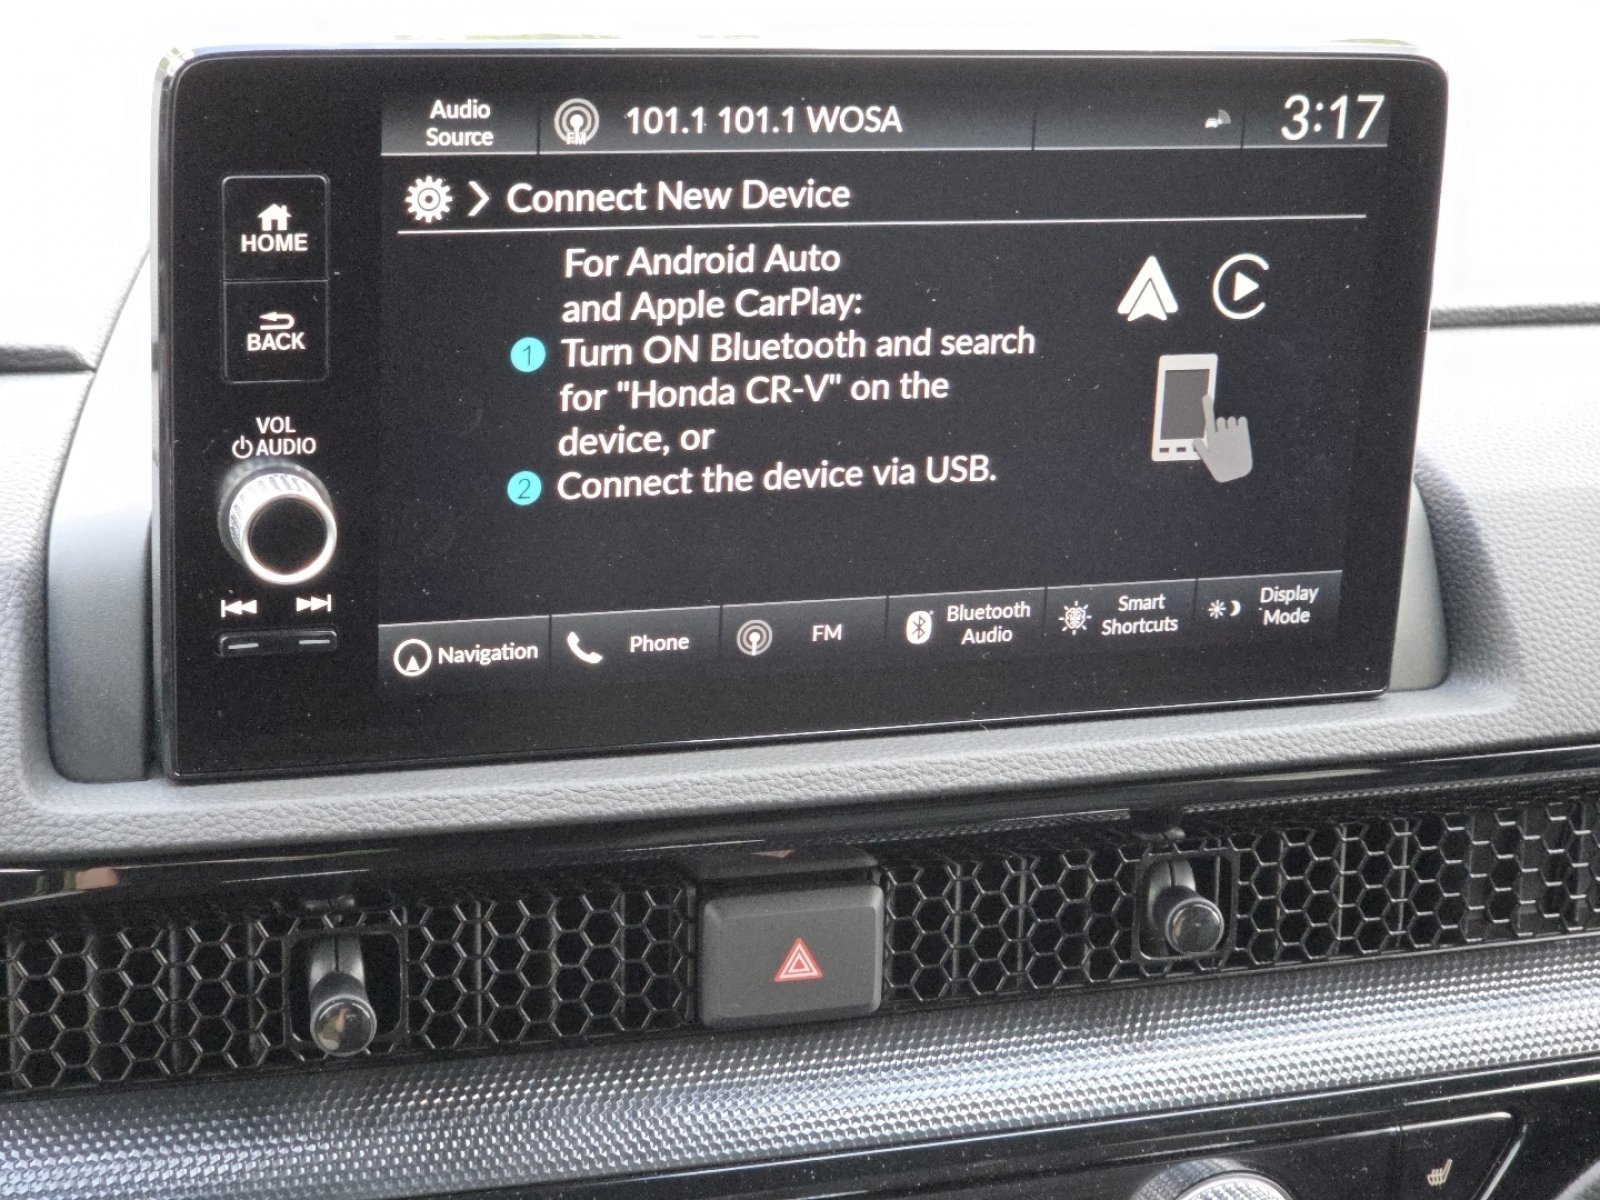 Audio
Source
FM
101.1 101.1 WOSA
3:17
Connect New Device
HOME
BACK
VOL
AUDIO
For Android Auto
and Apple CarPlay:
1 Turn ON Bluetooth and search
for "Honda CR-V" on the
device, or
2 Connect the device via USB.
Navigation
Phone
FM
Bluetooth
Audio
Smart
Shortcuts
Display
Mode